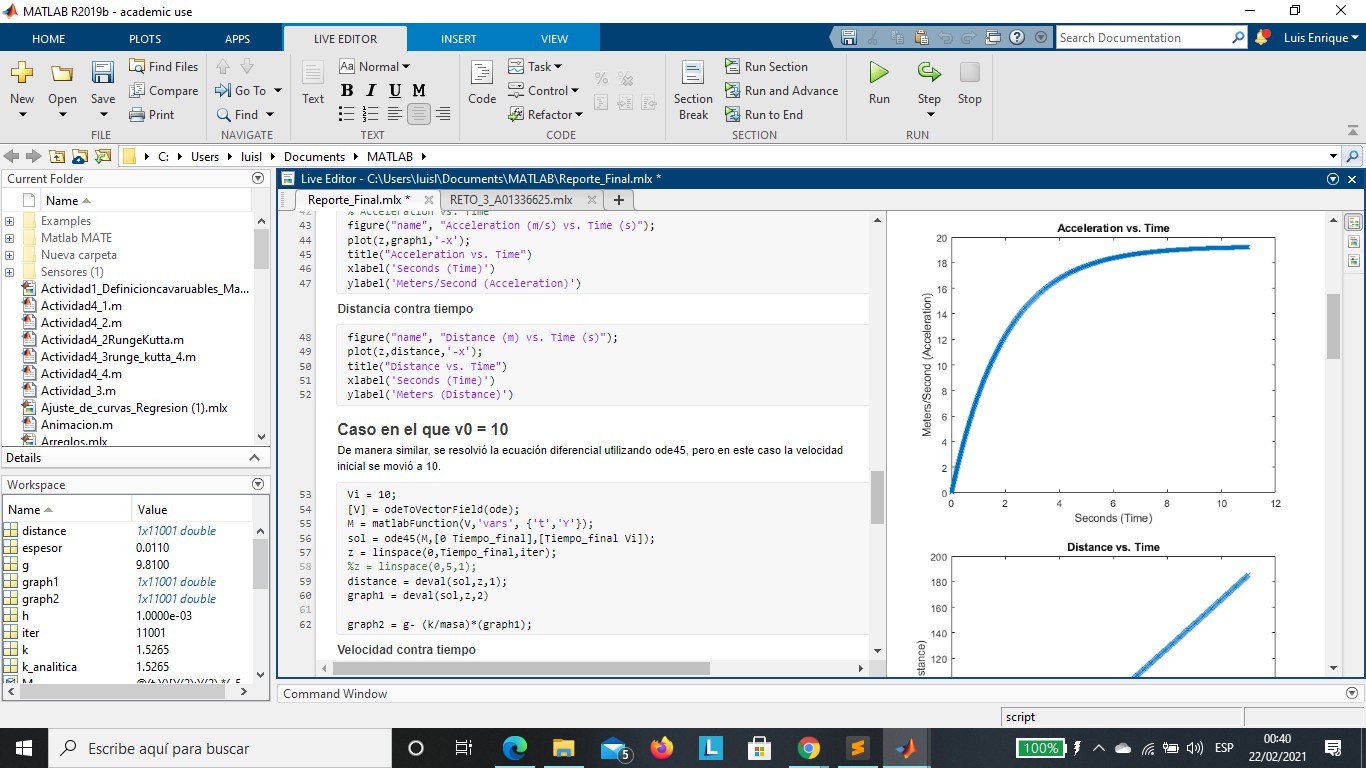 MATLAB R2019b - academic use
HOME PLOTS APPS LIVE EDITOR INSERT VIEW Search Documentation Luis Enrique
New Open Save Find Files Compare Print
FILE
Go To Find
NAVIGATE
Text Aa Normal B I U M
TEXT
Code Task Control Refactor
CODE
Section Break Run Section Run and Advance Run to End
SECTION
Run Step Stop
RUN
C: Users luisl Documents MATLAB
Current Folder
Name
Examples
Matlab MATE
Nueva carpeta
Sensores (1)
Actividad1_Definicioncavaruables_Ma...
Actividad4_1.m
Actividad4_2.m
Actividad4_2RungeKutta.m
Actividad4_3runge_kutta_4.m
Actividad4_4.m
Actividad_3.m
Ajuste_de_curvas_Regresion (1).mlx
Animacion.m
Arreglos.mlx
Details
Workspace
Name Value
distance 1x11001 double
espesor 0.0110
g 9.8100
graph1 1x11001 double
graph2 1x11001 double
h 1.0000e-03
iter 11001
k 1.5265
k_analitica 1.5265
Live Editor - C:\Users\luisl\Documents\MATLAB\Reporte_Final.mlx *
Reporte_Final.mlx * RETO_3_A01336625.mlx
42 % Acceleration vs. Time
43 figure("name", "Acceleration (m/s) vs. Time (s)");
44 plot(z,graph1,'-x');
45 title("Acceleration vs. Time")
46 xlabel('Seconds (Time)')
47 ylabel('Meters/Second (Acceleration)')
Distancia contra tiempo
48 figure("name", "Distance (m) vs. Time (s)");
49 plot(z,distance,'-x');
50 title("Distance vs. Time")
51 xlabel('Seconds (Time)')
52 ylabel('Meters (Distance)')
Caso en el que v0 = 10
De manera similar, se resolvió la ecuación diferencial utilizando ode45, pero en este caso la velocidad
inicial se movió a 10.
53 Vi = 10;
54 [V] = odeToVectorField(ode);
55 M = matlabFunction(V,'vars', {'t','Y'});
56 sol = ode45(M,[0 Tiempo_final],[Tiempo_final Vi]);
57 z = linspace(0,Tiempo_final,iter);
58 %z = linspace(0,5,1);
59 distance = deval(sol,z,1);
60 graph1 = deval(sol,z,2)
61
62 graph2 = g- (k/masa)*(graph1);
Velocidad contra tiempo
Acceleration vs. Time
Meters/Second (Acceleration)
20
18
16
14
12
10
8
6
4
2
0
0 2 4 6 8 10 12
Seconds (Time)
Distance vs. Time
200
180
160
140
120
stance)
Command Window
script
Escribe aquí para buscar
5
L
100%
ESP
00:40
22/02/2021